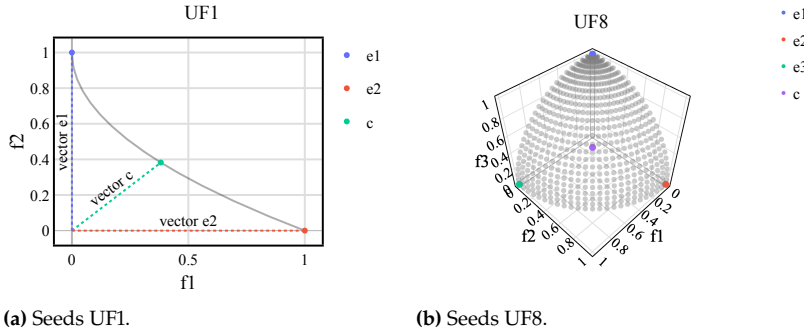 UF1
1
0.8
0.6
0.4
0.2
0
f2
vector e1
vector c
vector e2
0
0.5
1
f1
e1
e2
c
UF8
1
0.8
0.6
0.4
0.2
0
f3
0
0.2
0.4
0.6
0.8
1
f2
0
0.2
0.4
0.6
0.8
1
f1
e1
e2
e3
c
(a) Seeds UF1.
(b) Seeds UF8.